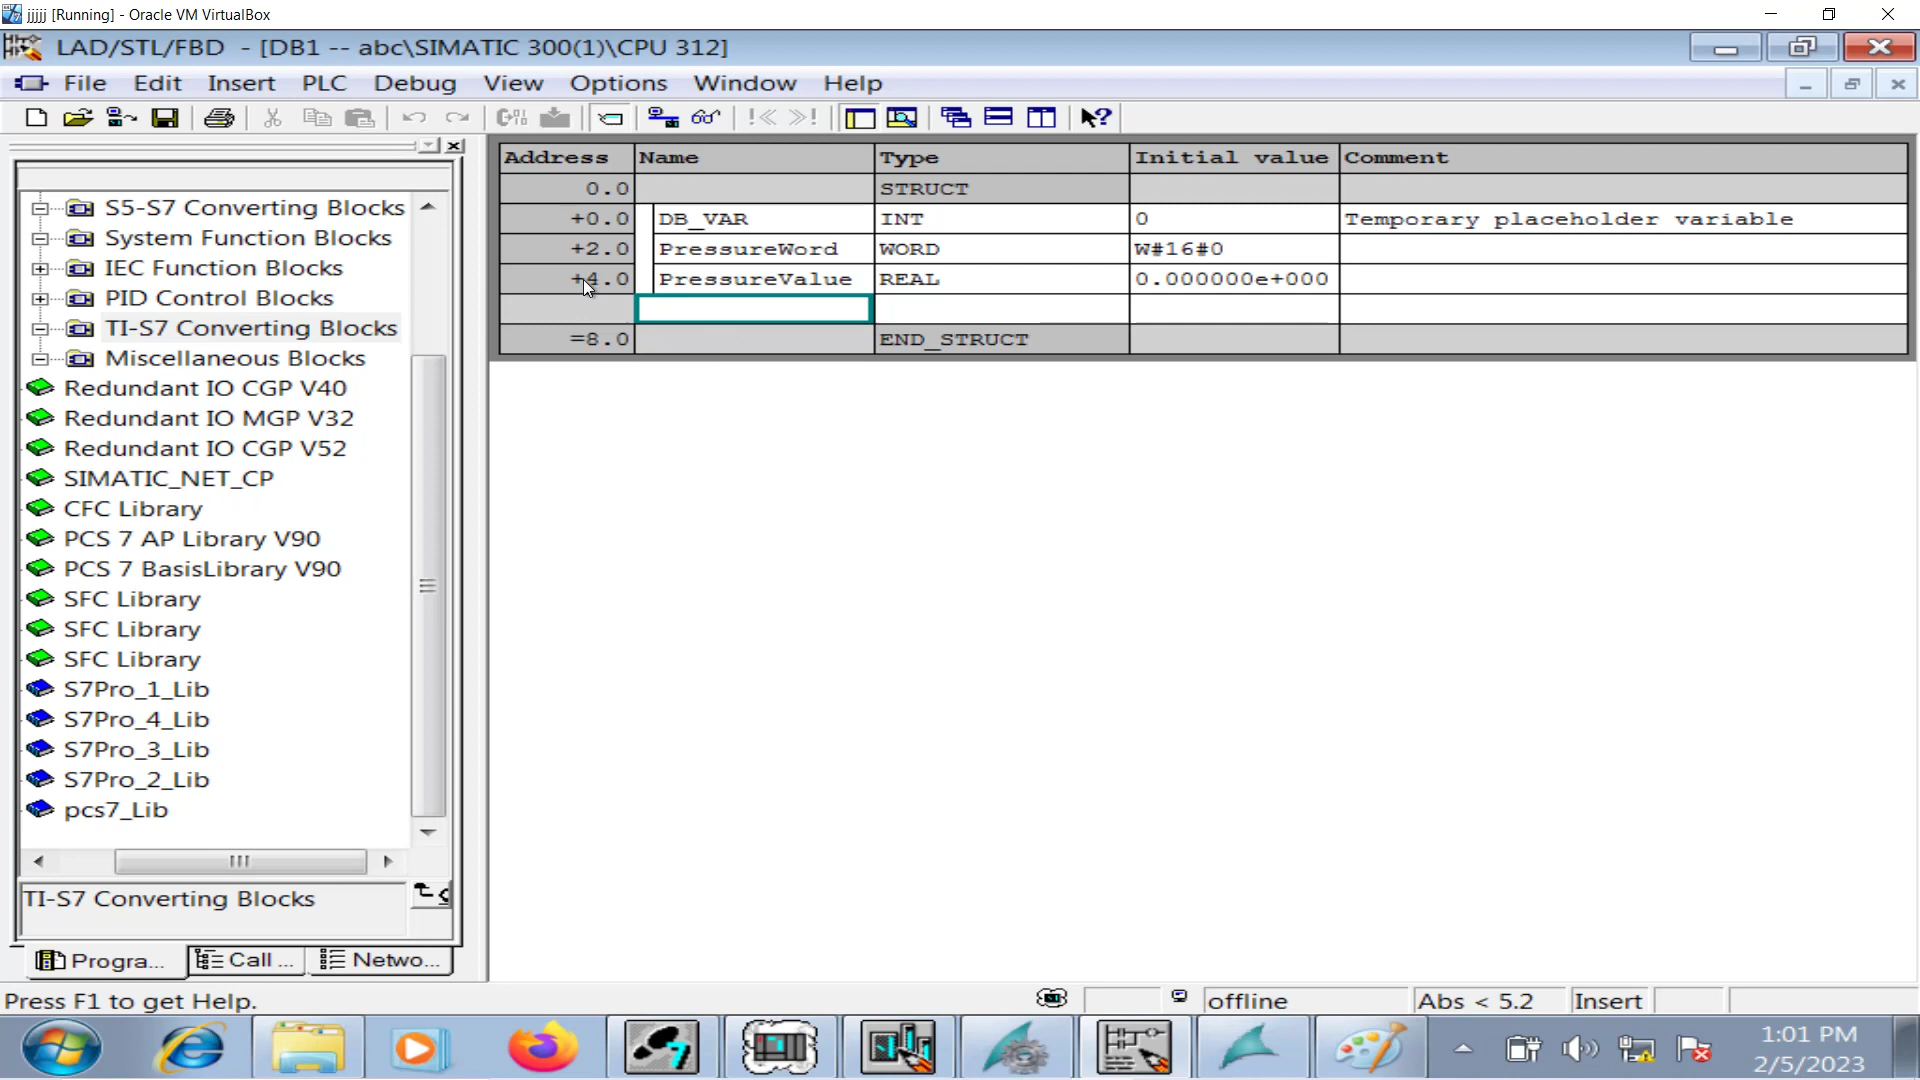 jjjjj [Running] - Oracle VM VirtualBox
LAD/STL/FBD - [DB1 -- abc\SIMATIC 300(1)\CPU 312]
File Edit Insert PLC Debug View Options Window Help
Address Name Type Initial value Comment
0.0 STRUCT
+0.0 DB_VAR INT 0 Temporary placeholder variable
+2.0 PressureWord WORD W#16#0
+4.0 PressureValue REAL 0.000000e+000
=8.0 END_STRUCT
S5-S7 Converting Blocks
System Function Blocks
IEC Function Blocks
PID Control Blocks
TI-S7 Converting Blocks
Miscellaneous Blocks
Redundant IO CGP V40
Redundant IO MGP V32
Redundant IO CGP V52
SIMATIC_NET_CP
CFC Library
PCS 7 AP Library V90
PCS 7 BasisLibrary V90
SFC Library
SFC Library
SFC Library
S7Pro_1_Lib
S7Pro_4_Lib
S7Pro_3_Lib
S7Pro_2_Lib
pcs7_Lib
TI-S7 Converting Blocks
Progra... Call ... Netwo...
Press F1 to get Help. offline Abs < 5.2 Insert
1:01 PM
2/5/2023